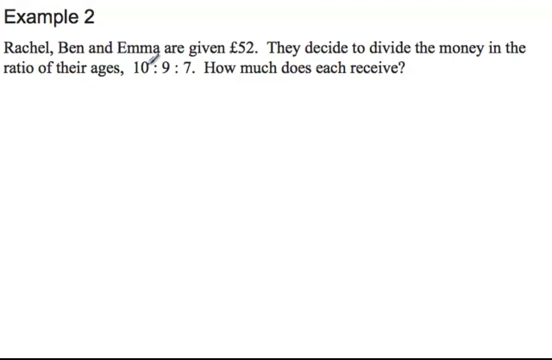 Example 2
Rachel, Ben and Emma are given £52. They decide to divide the money in the
ratio of their ages, 10 : 9 : 7. How much does each receive?